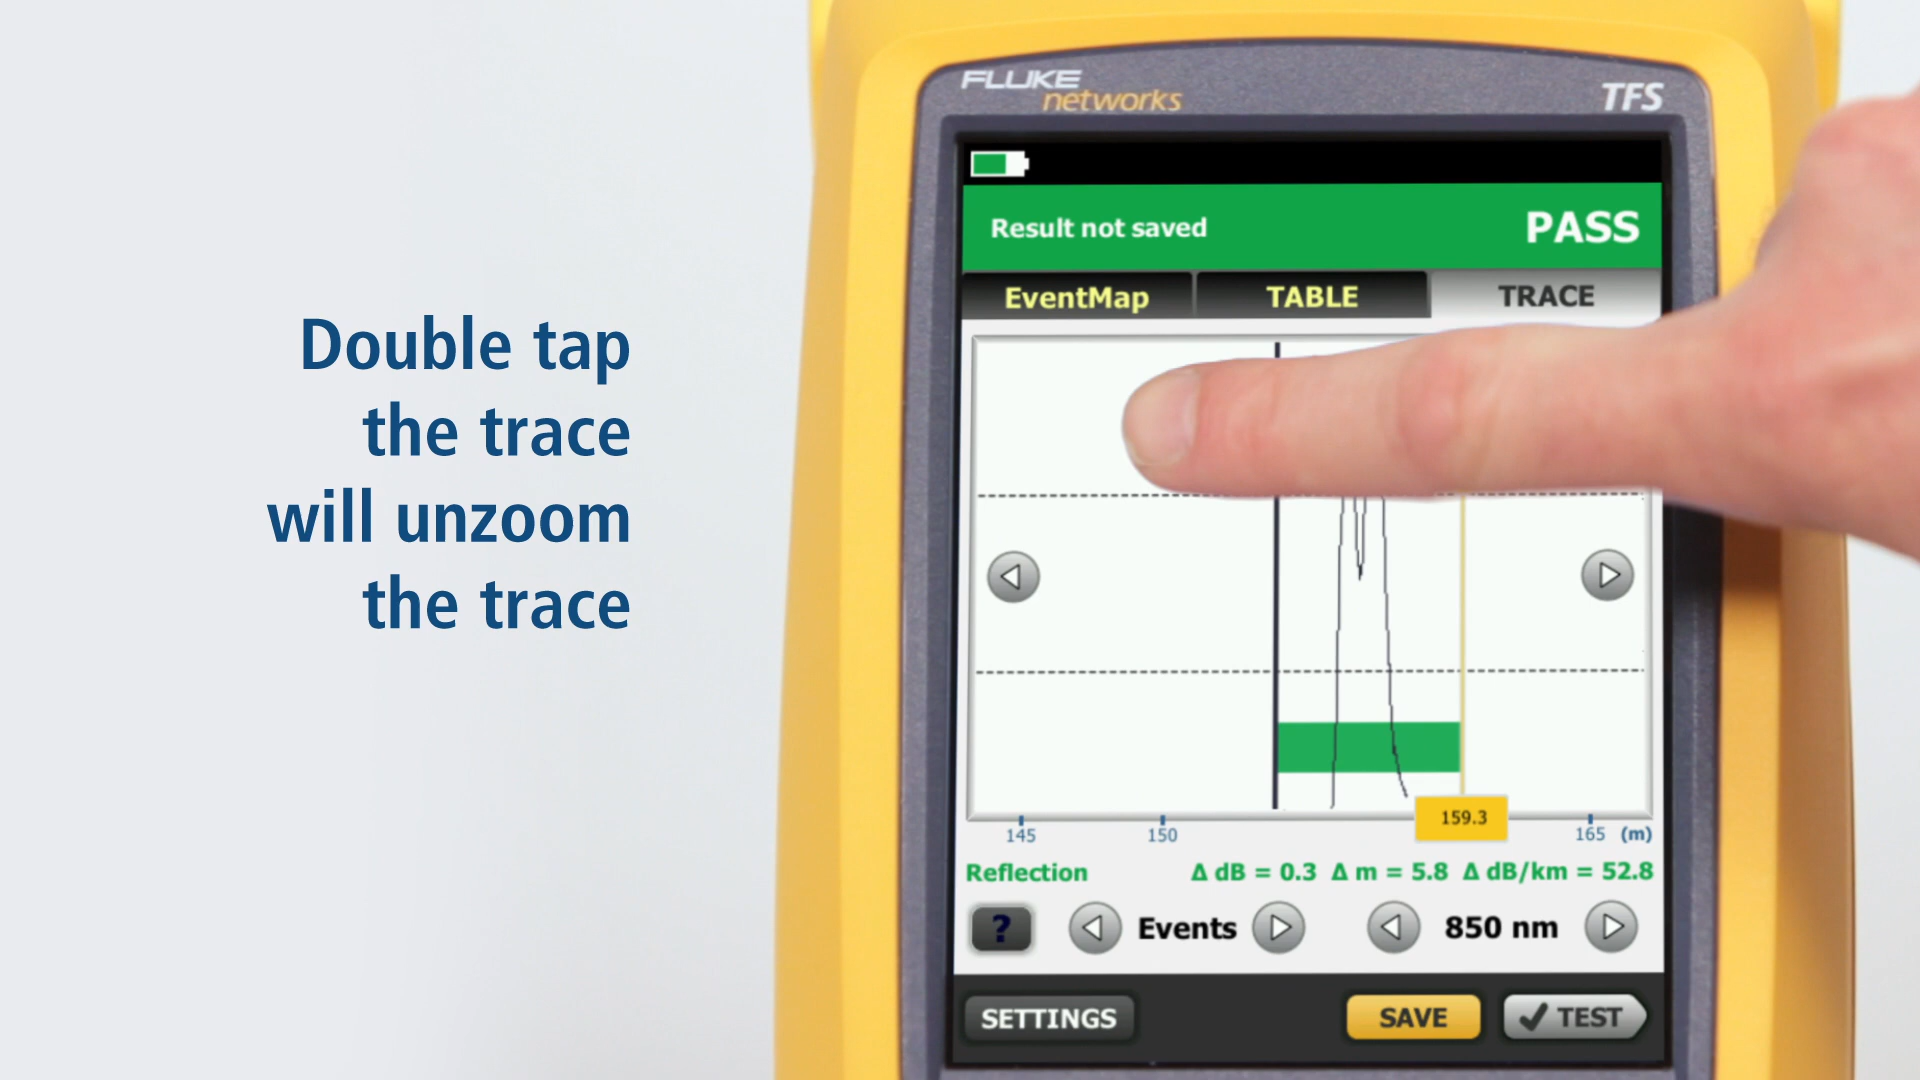 Double tap
the trace
will unzoom
the trace
FLUKE
networks
TFS
Result not saved PASS
EventMap TABLE TRACE
145 150 159.3 165 (m)
Reflection Δ dB = 0.3 Δ m = 5.8 Δ dB/km = 52.8
? Events 850 nm
SETTINGS SAVE TEST